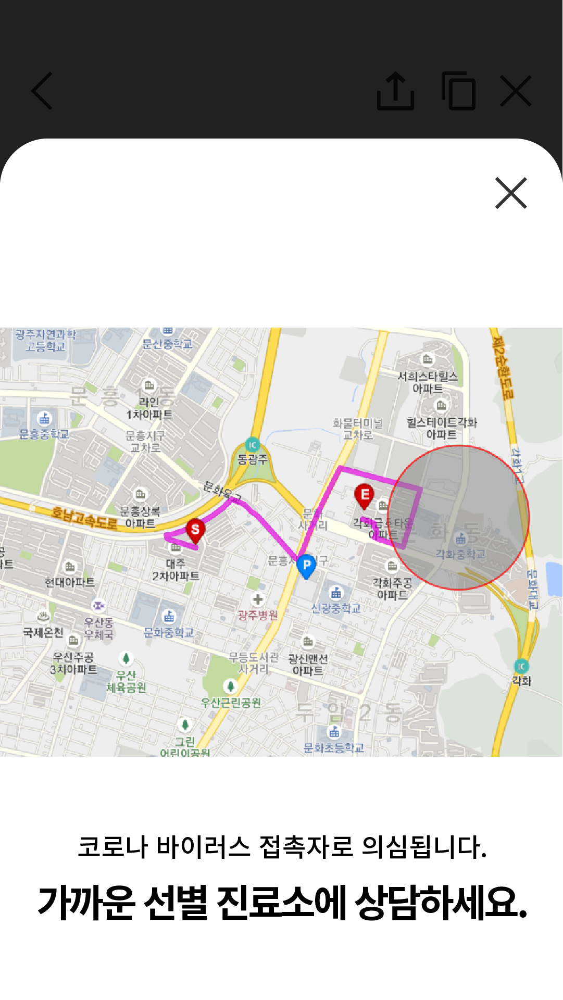 광주자연과학
고등학교
문산중학교
제2순환도로
서희스타힐스
아파트
문흥1동
라인
1차아파트
힐스테이트각화
아파트
문흥중학교
화물터미널
교차로
문흥지구
교차로
IC
동광주
각화1교
문화육교
E
문흥상록
아파트
호남고속도로
S
문화
사거리
각화금호타운
아파트
화동
각화중학교
대주
2차아파트
P
현대아파트
각화주공
아파트
문화대교
광주병원
신광중학교
우산동
우체국
국제온천
문화중학교
우산주공
3차아파트
무등도서관
사거리
광신맨션
아파트
IC
각화
우산
체육공원
우산근린공원
두암2동
그린
어린이공원
문화초등학교
코로나 바이러스 접촉자로 의심됩니다.
가까운 선별 진료소에 상담하세요.